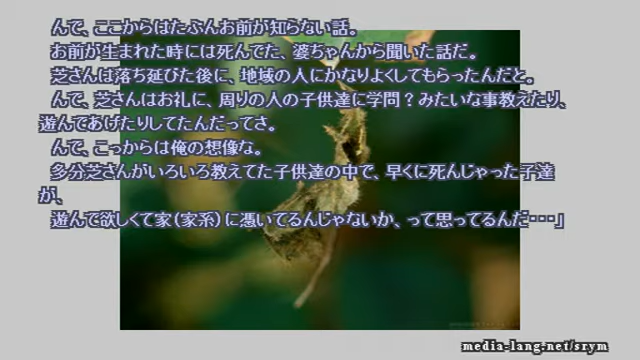 んで、ここからはたぶんお前が知らない話。
お前が生まれた時には死んでた、婆ちゃんから聞いた話だ。
芝さんは落ち延びた後に、地域の人にかなりよくしてもらったんだと。
んで、芝さんはお礼に、周りの人の子供達に学問？みたいな事教えたり、
遊んであげたりしてたんだってさ。
んで、こっからは俺の想像な。
多分芝さんがいろいろ教えてた子供達の中で、早くに死んじゃった子達
が、
遊んで欲しくて家（家系）に憑いてるんじゃないか、って思ってるんだ・・・」
media-lang-net/srym